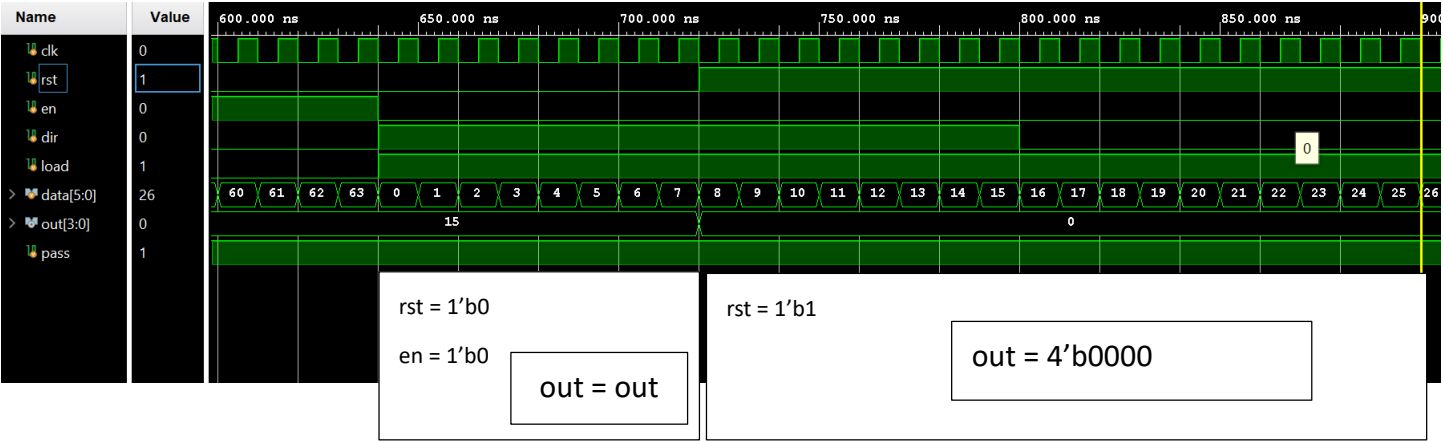 Name Value 600.000 ns 650.000 ns 700.000 ns 750.000 ns 800.000 ns 850.000 ns 900
clk 0
rst 1
en 0
dir 0
0
load 1
data[5:0] 26 60 61 62 63 0 1 2 3 4 5 6 7 8 9 10 11 12 13 14 15 16 17 18 19 20 21 22 23 24 25 26
out[3:0] 0 15 0
pass 1
rst = 1’b0
en = 1’b0
out = out
rst = 1’b1
out = 4’b0000